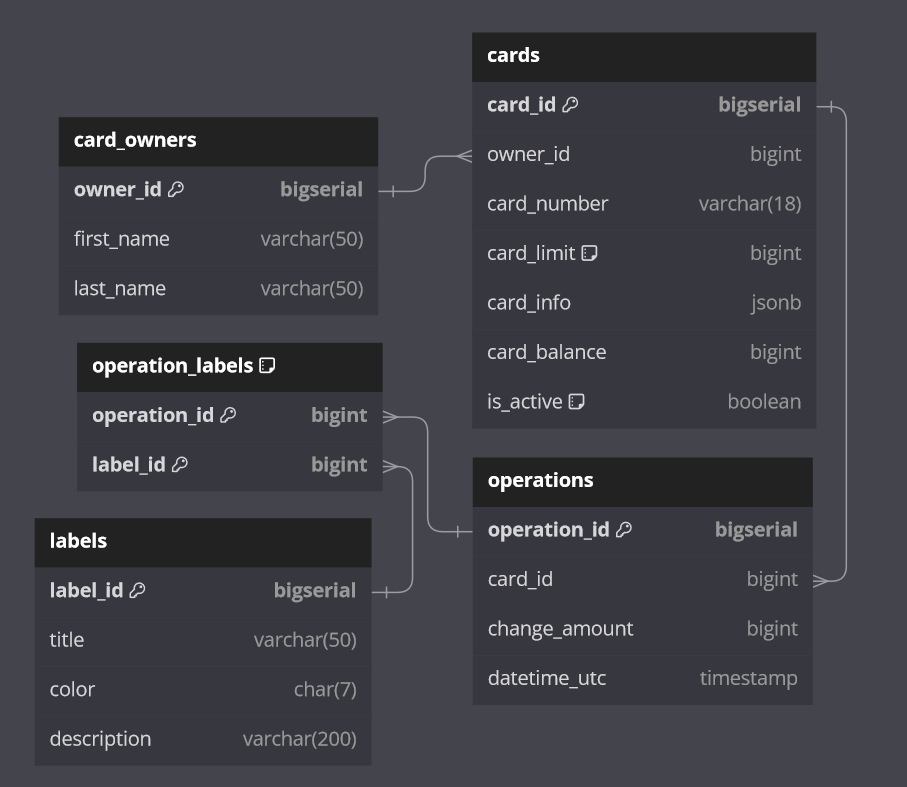 card_owners
owner_id bigserial
first_name varchar(50)
last_name varchar(50)
cards
card_id bigserial
owner_id bigint
card_number varchar(18)
card_limit bigint
card_info jsonb
card_balance bigint
is_active boolean
operation_labels
operation_id bigint
label_id bigint
operations
operation_id bigserial
card_id bigint
change_amount bigint
datetime_utc timestamp
labels
label_id bigserial
title varchar(50)
color char(7)
description varchar(200)